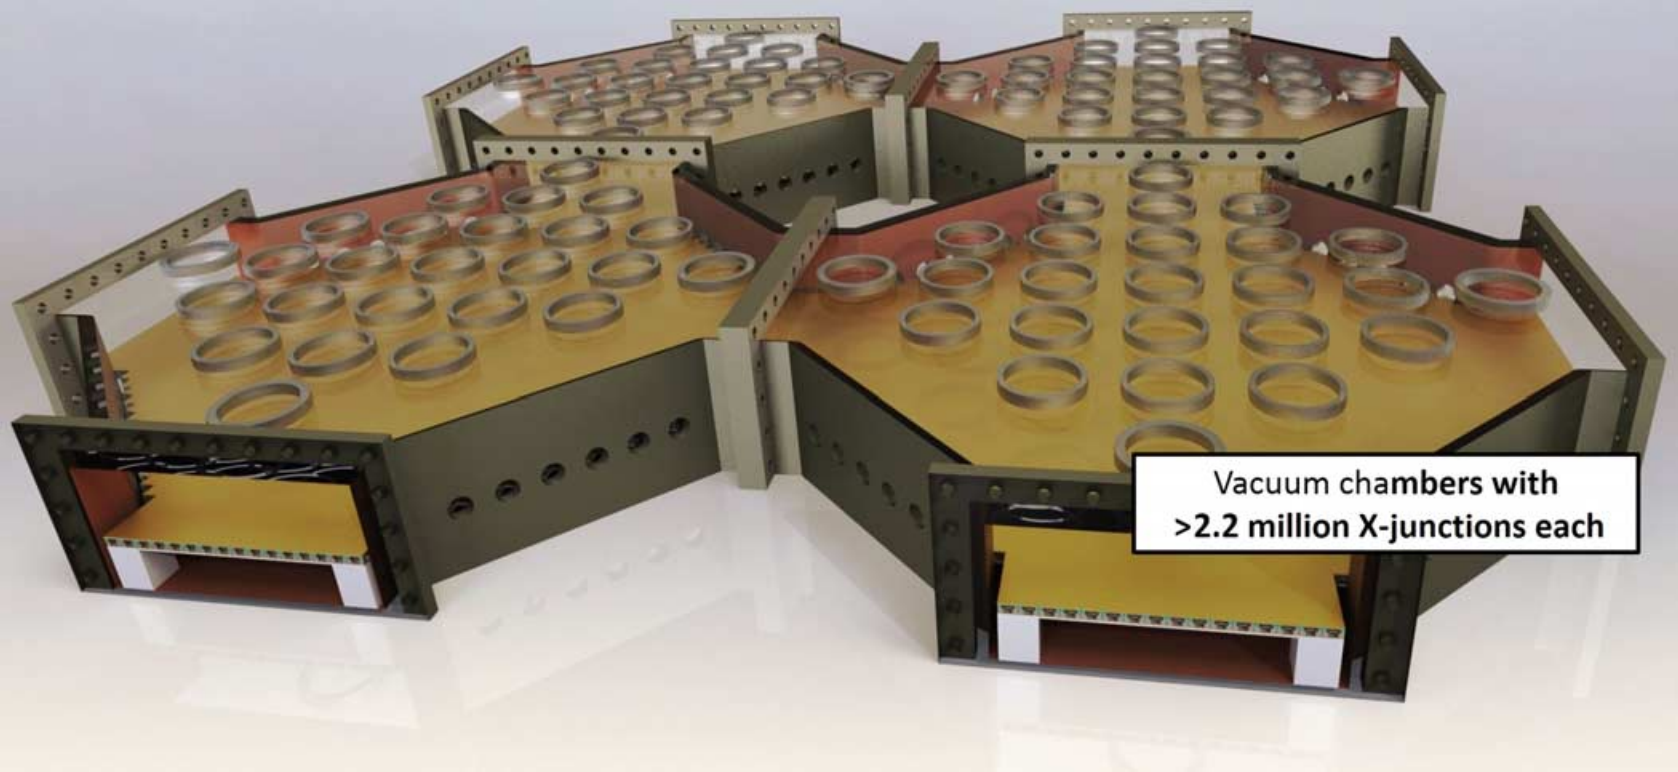 Vacuum chambers with
>2.2 million X-junctions each